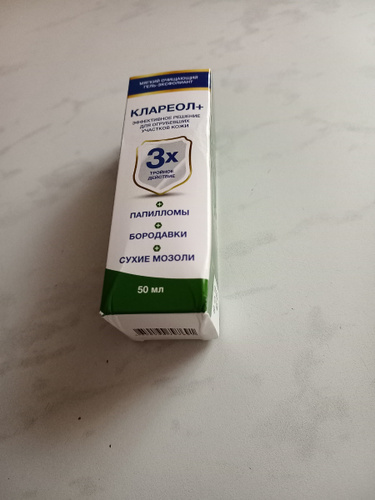 МЯГКИЙ ОЧИЩАЮЩИЙ
ГЕЛЬ-ЭКСФОЛИАНТ
КЛАРЕОЛ+
ЭФФЕКТИВНОЕ РЕШЕНИЕ
ДЛЯ ОГРУБЕВШИХ
УЧАСТКОВ КОЖИ
3X
ТРОЙНОЕ
ДЕЙСТВИЕ
ПАПИЛЛОМЫ
БОРОДАВКИ
СУХИЕ МОЗОЛИ
50 мл